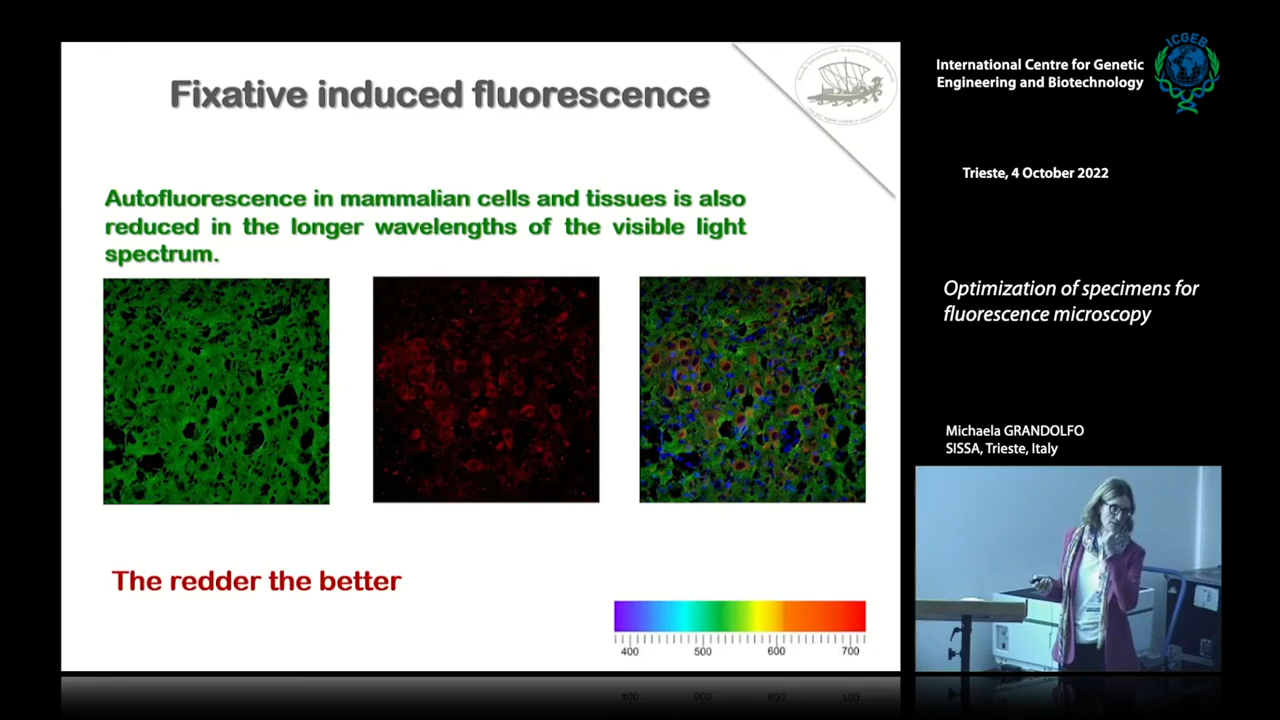 Fixative induced fluorescence
Autofluorescence in mammalian cells and tissues is also
reduced in the longer wavelengths of the visible light
spectrum.
The redder the better
400 500 600 700
International Centre for Genetic
Engineering and Biotechnology
ICGEB
Trieste, 4 October 2022
Optimization of specimens for
fluorescence microscopy
Michaela GRANDOLFO
SISSA, Trieste, Italy